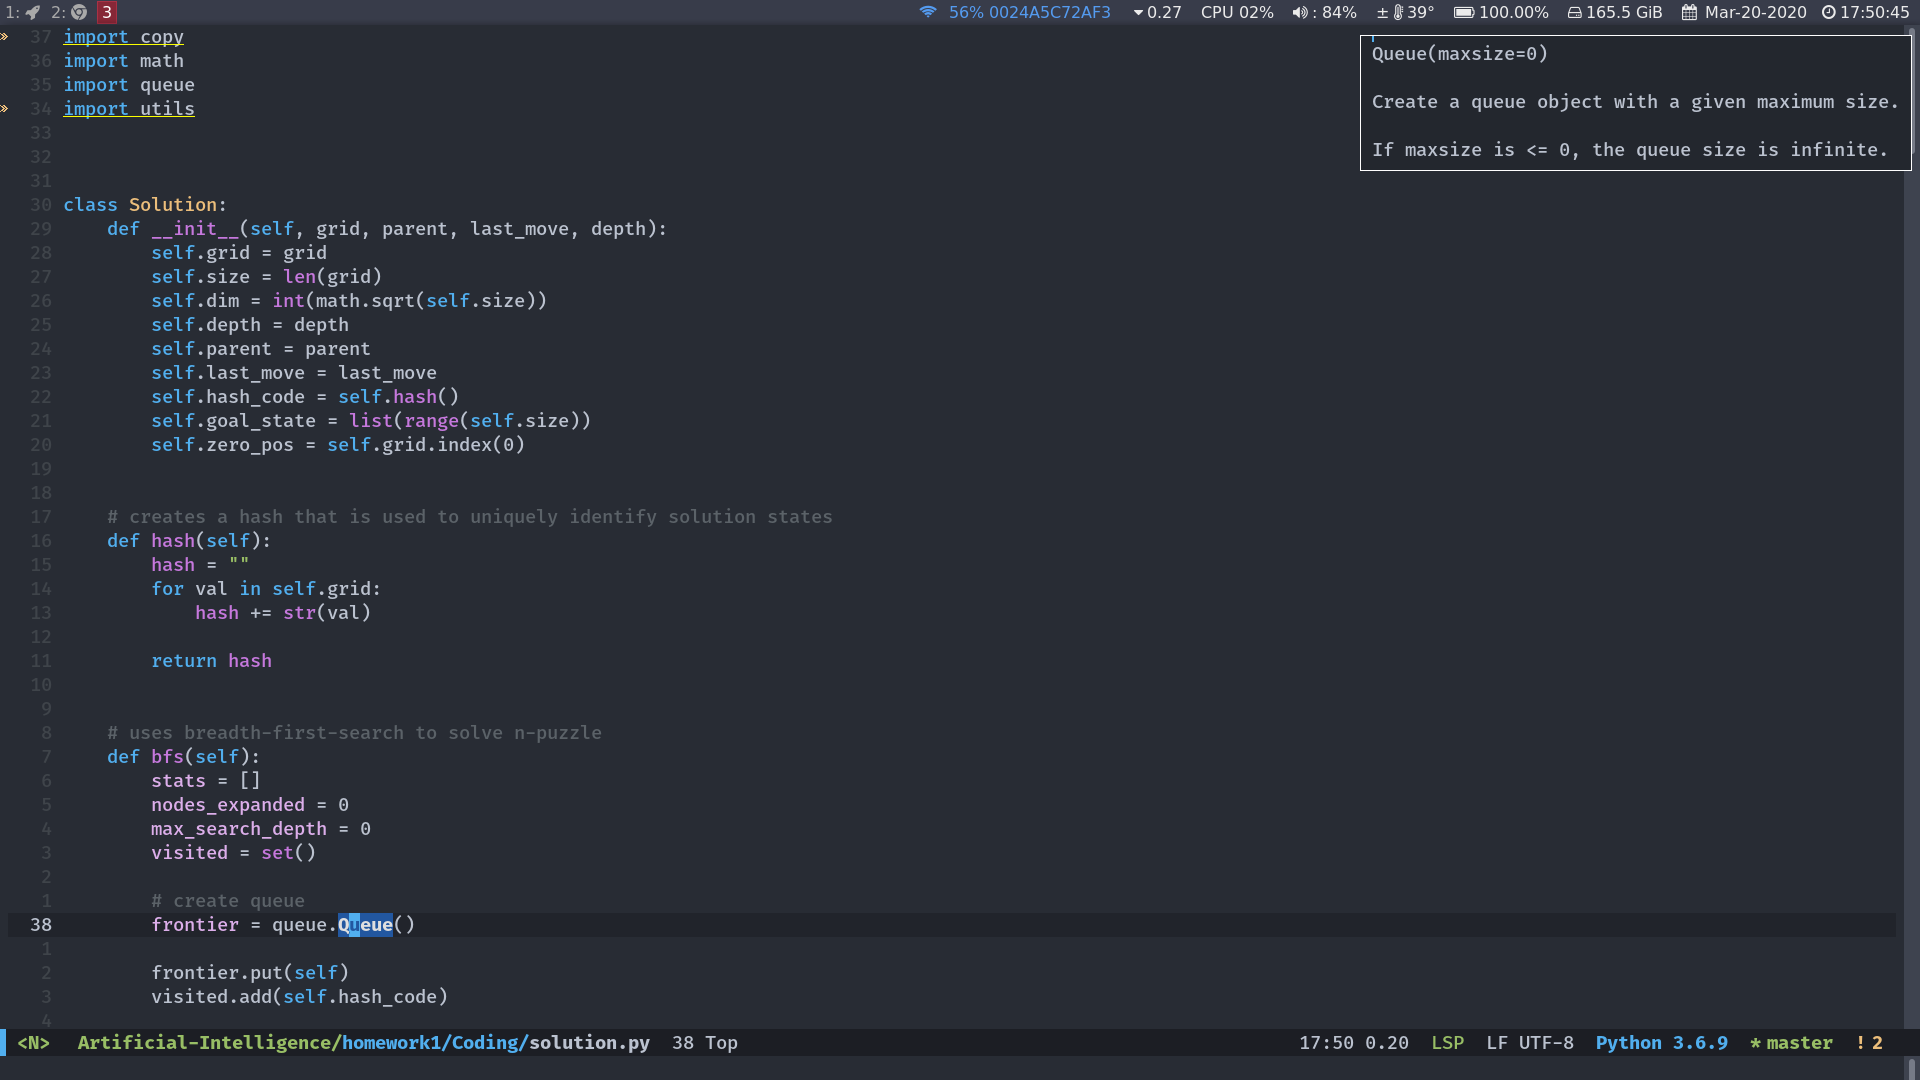 1: 2: 3 56% 0024A5C72AF3 0.27 CPU 02% : 84% ± 39° 100.00% 165.5 GiB Mar-20-2020 17:50:45
» 37 import copy
36 import math
35 import queue
» 34 import utils
33
32
31
30 class Solution:
29     def __init__(self, grid, parent, last_move, depth):
28         self.grid = grid
27         self.size = len(grid)
26         self.dim = int(math.sqrt(self.size))
25         self.depth = depth
24         self.parent = parent
23         self.last_move = last_move
22         self.hash_code = self.hash()
21         self.goal_state = list(range(self.size))
20         self.zero_pos = self.grid.index(0)
19
18
17     # creates a hash that is used to uniquely identify solution states
16     def hash(self):
15         hash = ""
14         for val in self.grid:
13             hash += str(val)
12
11         return hash
10
9
8     # uses breadth-first-search to solve n-puzzle
7     def bfs(self):
6         stats = []
5         nodes_expanded = 0
4         max_search_depth = 0
3         visited = set()
2
1         # create queue
38         frontier = queue.Queue()
1
2         frontier.put(self)
3         visited.add(self.hash_code)
4
Queue(maxsize=0)
Create a queue object with a given maximum size.
If maxsize is <= 0, the queue size is infinite.
<N> Artificial-Intelligence/homework1/Coding/solution.py 38 Top 17:50 0.20 LSP LF UTF-8 Python 3.6.9 * master ! 2